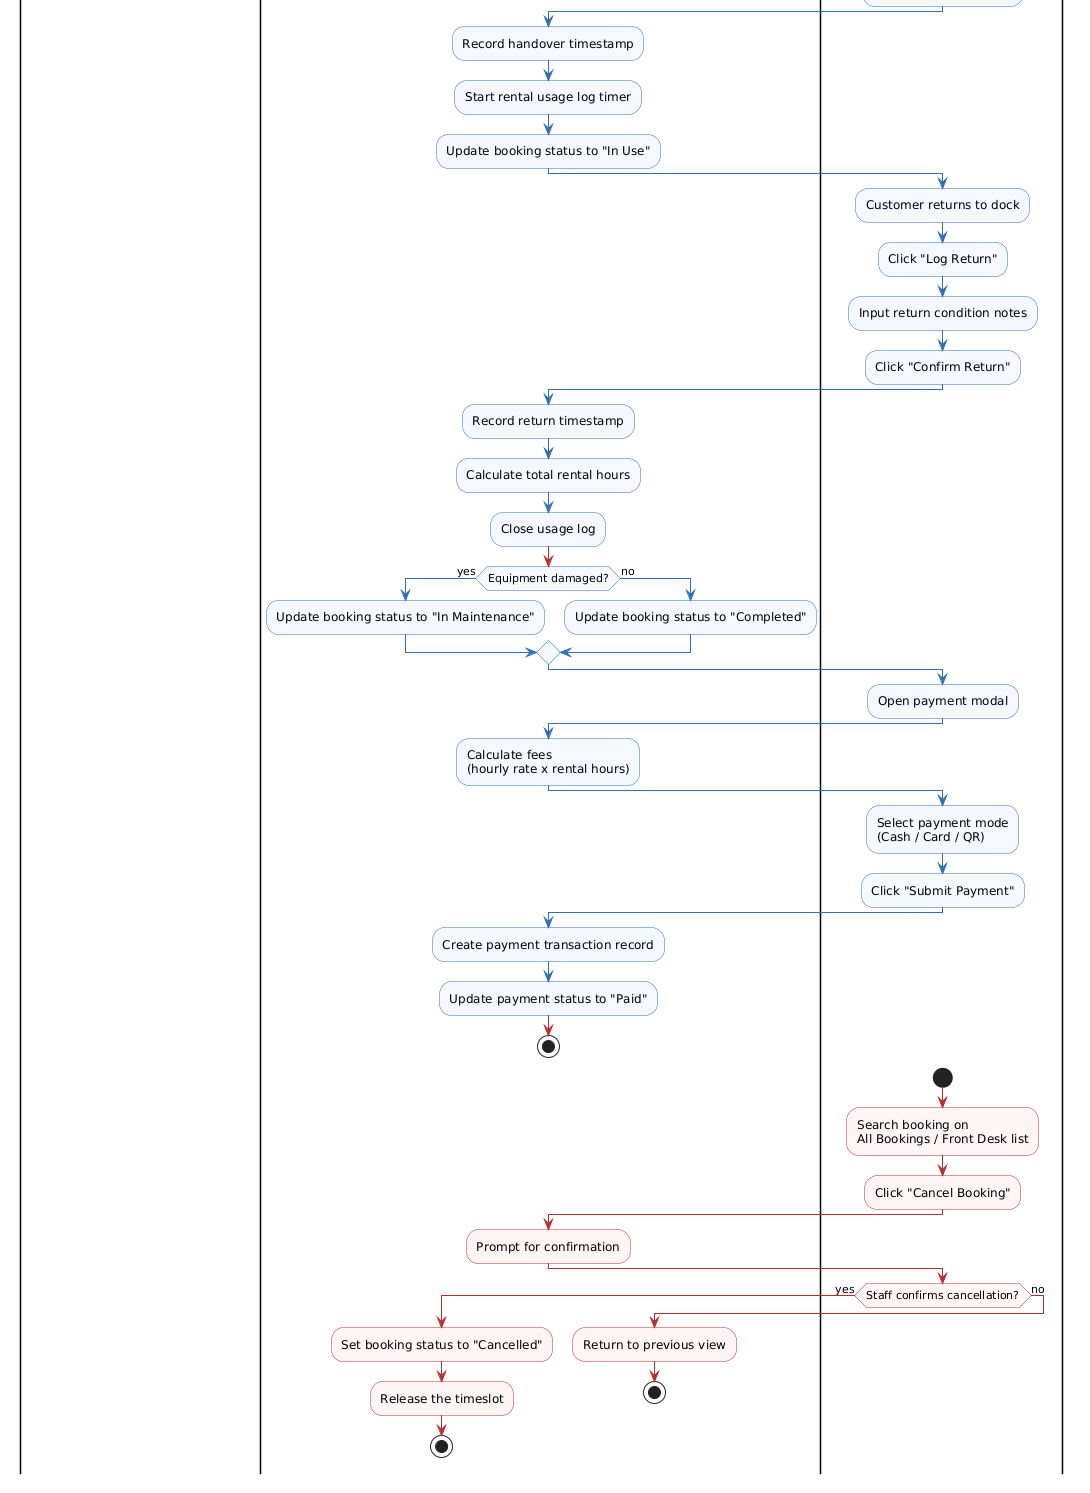 Record handover timestamp
Start rental usage log timer
Update booking status to "In Use"
Customer returns to dock
Click "Log Return"
Input return condition notes
Click "Confirm Return"
Record return timestamp
Calculate total rental hours
Close usage log
yes
Equipment damaged?
no
Update booking status to "In Maintenance"
Update booking status to "Completed"
Open payment modal
Calculate fees
(hourly rate x rental hours)
Select payment mode
(Cash / Card / QR)
Click "Submit Payment"
Create payment transaction record
Update payment status to "Paid"
Search booking on
All Bookings / Front Desk list
Click "Cancel Booking"
Prompt for confirmation
yes
Staff confirms cancellation?
no
Set booking status to "Cancelled"
Return to previous view
Release the timeslot